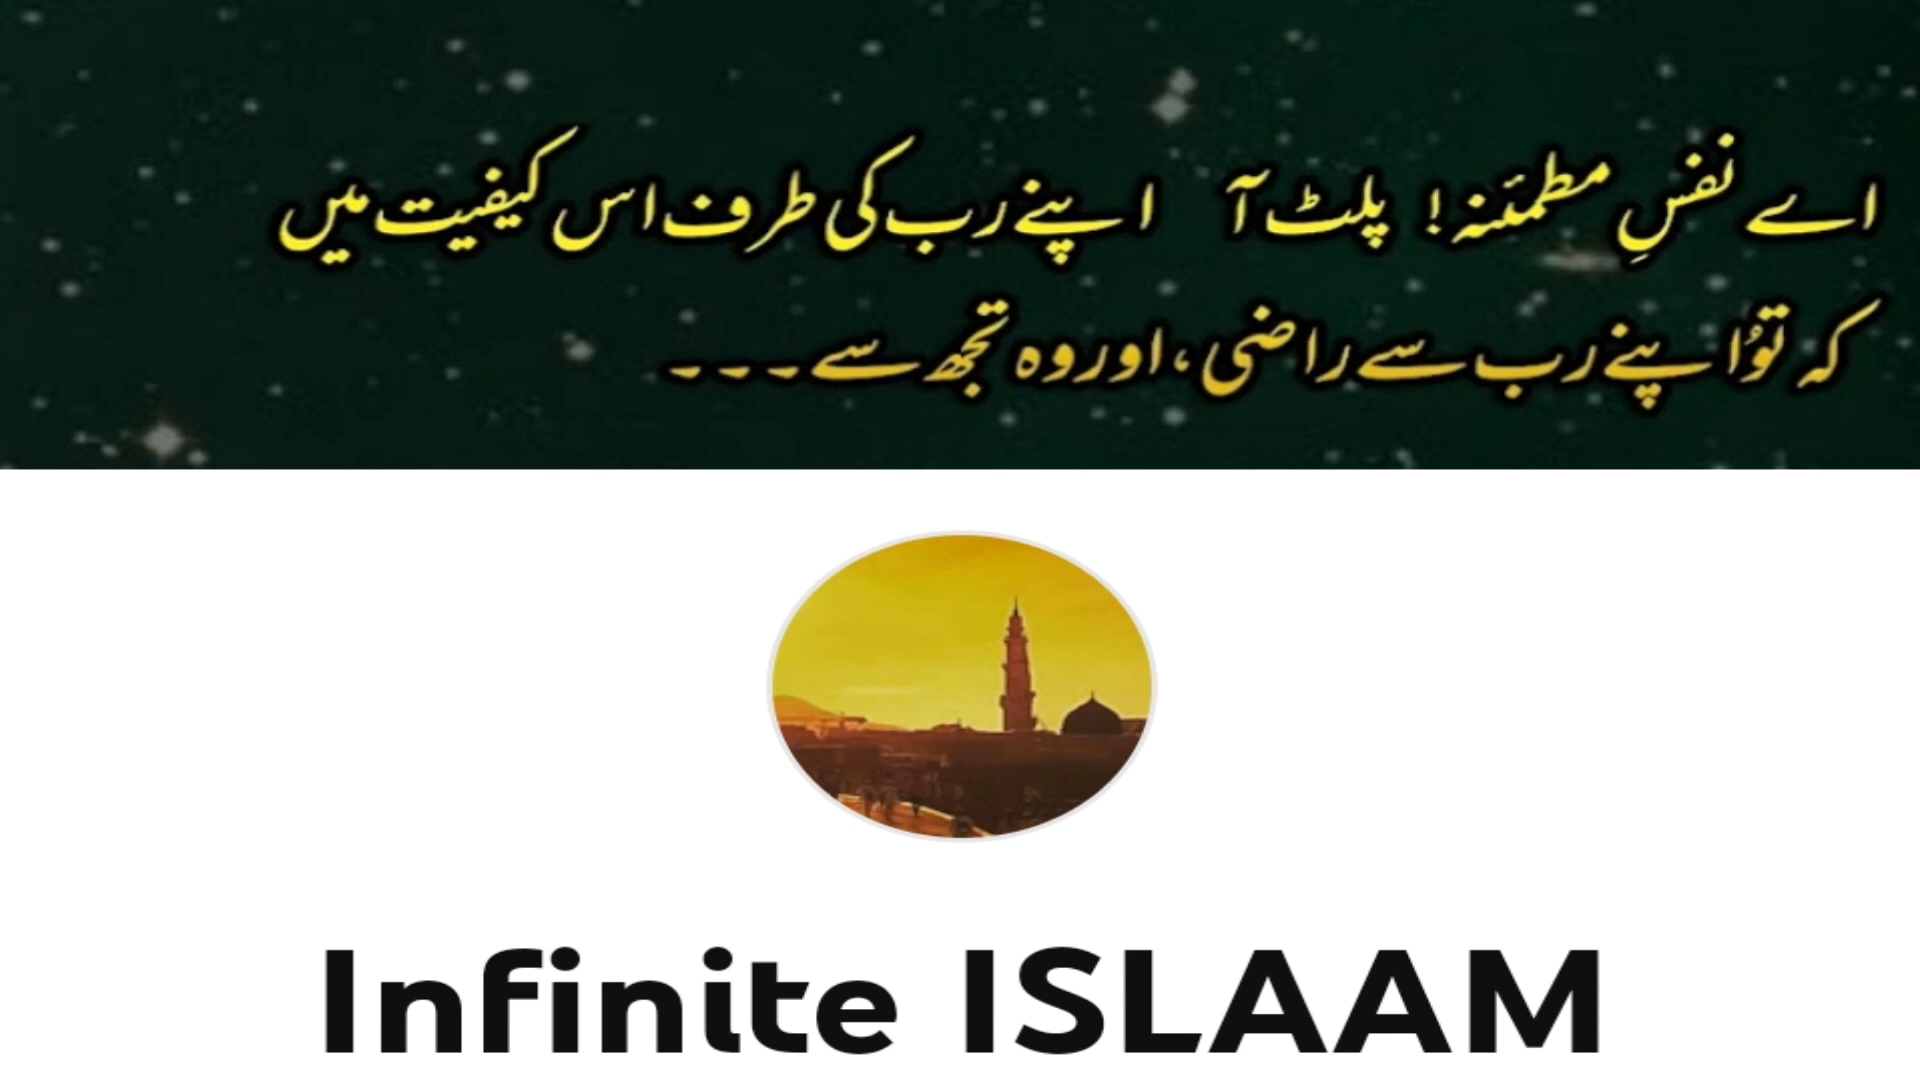 اے نفسِ مطمئنہ! پلٹ آ اپنے رب کی طرف اس کیفیت میں
کہ توُ اپنے رب سے راضی، اور وہ تجھ سے۔۔۔
Infinite ISLAAM